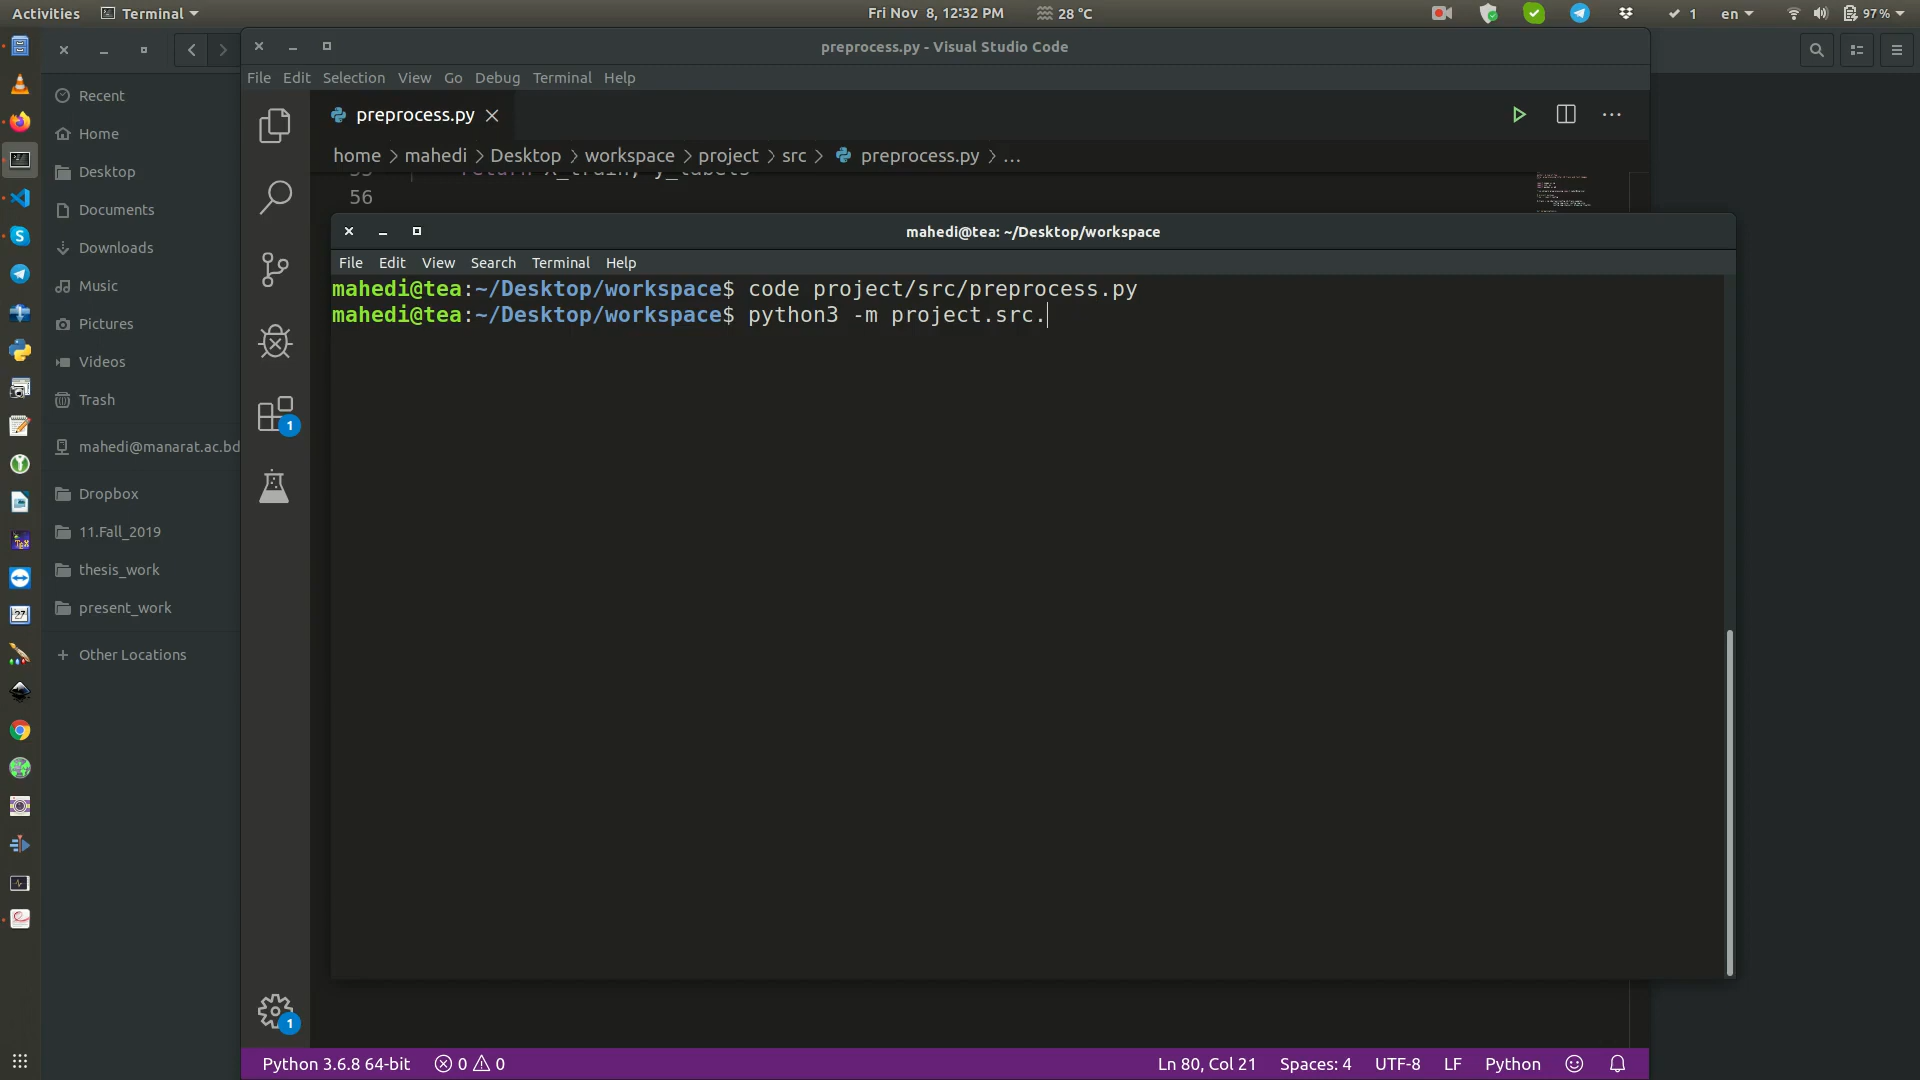 Activities Terminal Fri Nov 8, 12:32 PM 28 °C 1 en 97%
preprocess.py - Visual Studio Code
File Edit Selection View Go Debug Terminal Help
Recent
Home
Desktop
Documents
Downloads
Music
Pictures
Videos
Trash
mahedi@manarat.ac.bd
Dropbox
11.Fall_2019
thesis_work
present_work
+ Other Locations
preprocess.py
home > mahedi > Desktop > workspace > project > src > preprocess.py > ...
56
mahedi@tea: ~/Desktop/workspace
File Edit View Search Terminal Help
mahedi@tea:~/Desktop/workspace$ code project/src/preprocess.py
mahedi@tea:~/Desktop/workspace$ python3 -m project.src.
1
1
27
Python 3.6.8 64-bit 0 0 Ln 80, Col 21 Spaces: 4 UTF-8 LF Python